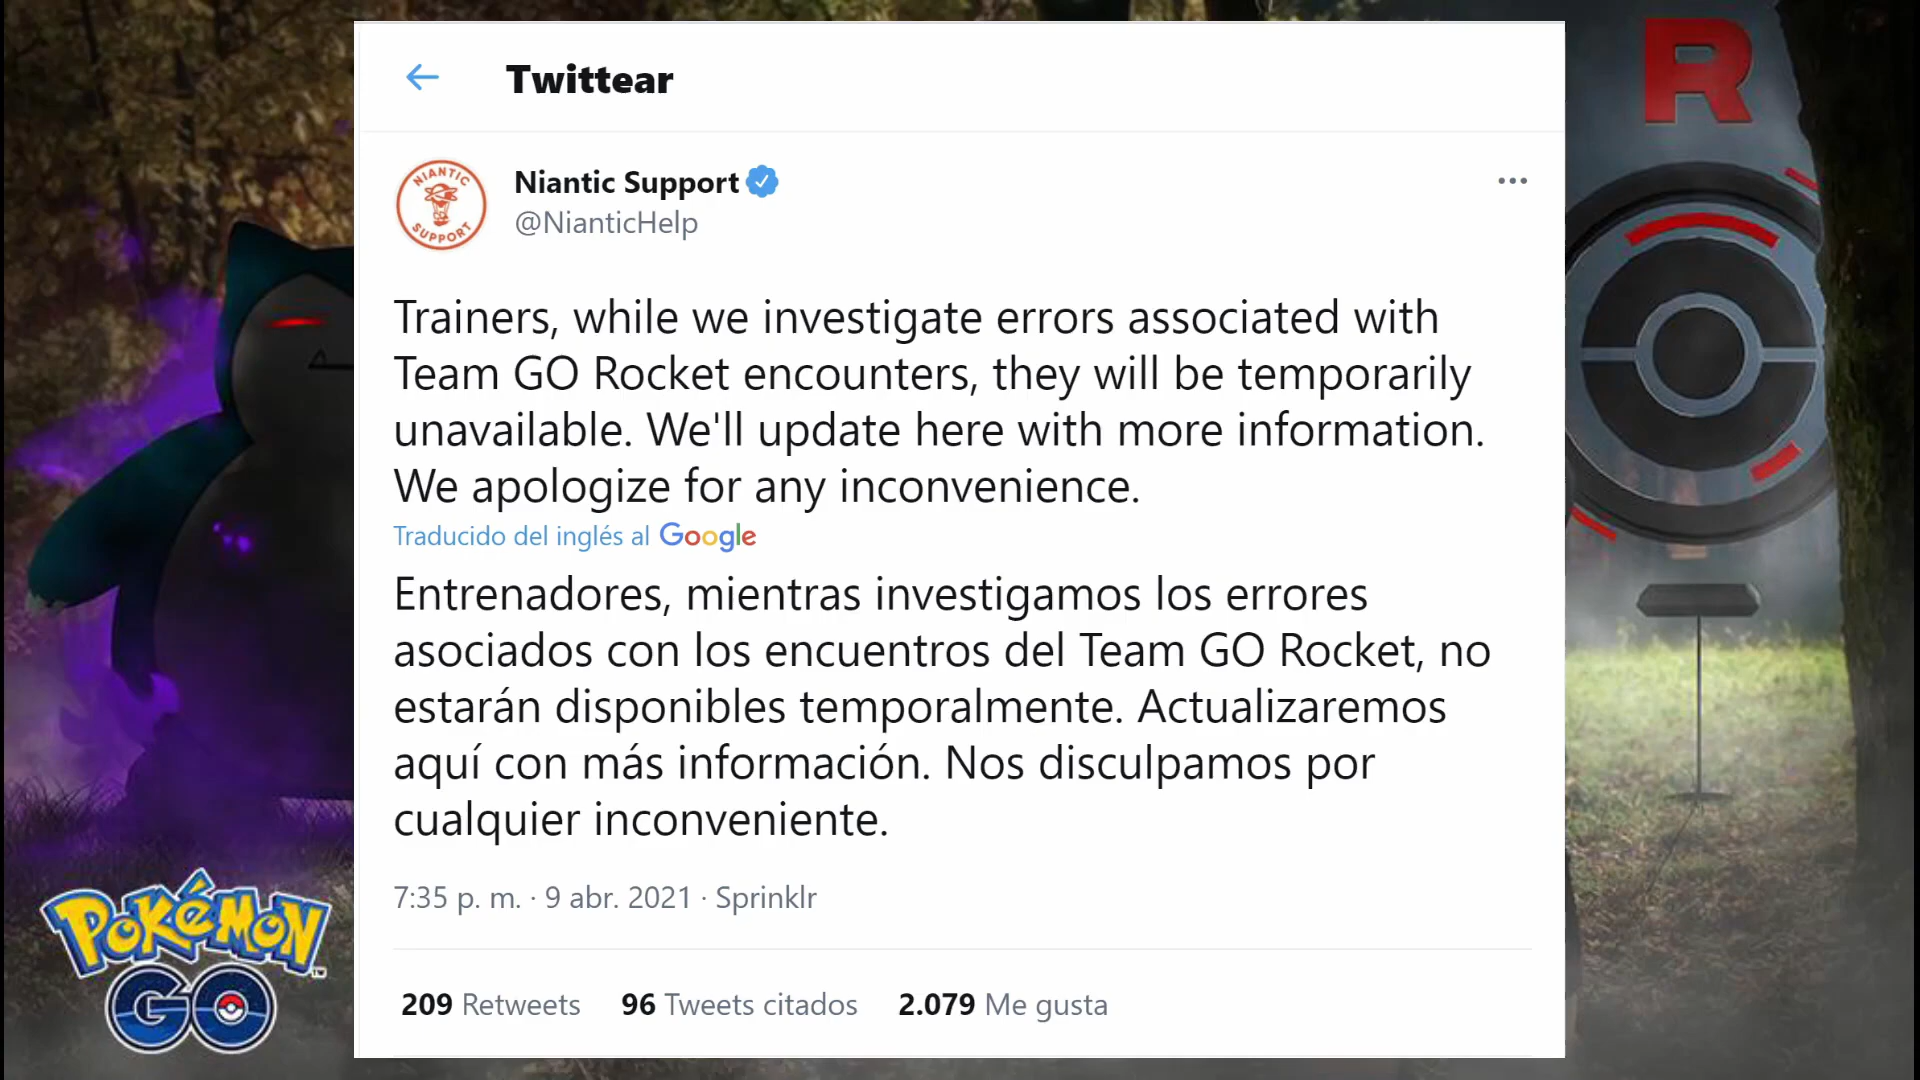 Twittear
R
NIANTIC
SUPPORT
Niantic Support
@NianticHelp
Trainers, while we investigate errors associated with
Team GO Rocket encounters, they will be temporarily
unavailable. We'll update here with more information.
We apologize for any inconvenience.
Traducido del inglés al Google
Entrenadores, mientras investigamos los errores
asociados con los encuentros del Team GO Rocket, no
estarán disponibles temporalmente. Actualizaremos
aquí con más información. Nos disculpamos por
cualquier inconveniente.
7:35 p. m. · 9 abr. 2021 · Sprinklr
209 Retweets 96 Tweets citados 2.079 Me gusta
POKéMON™
GO